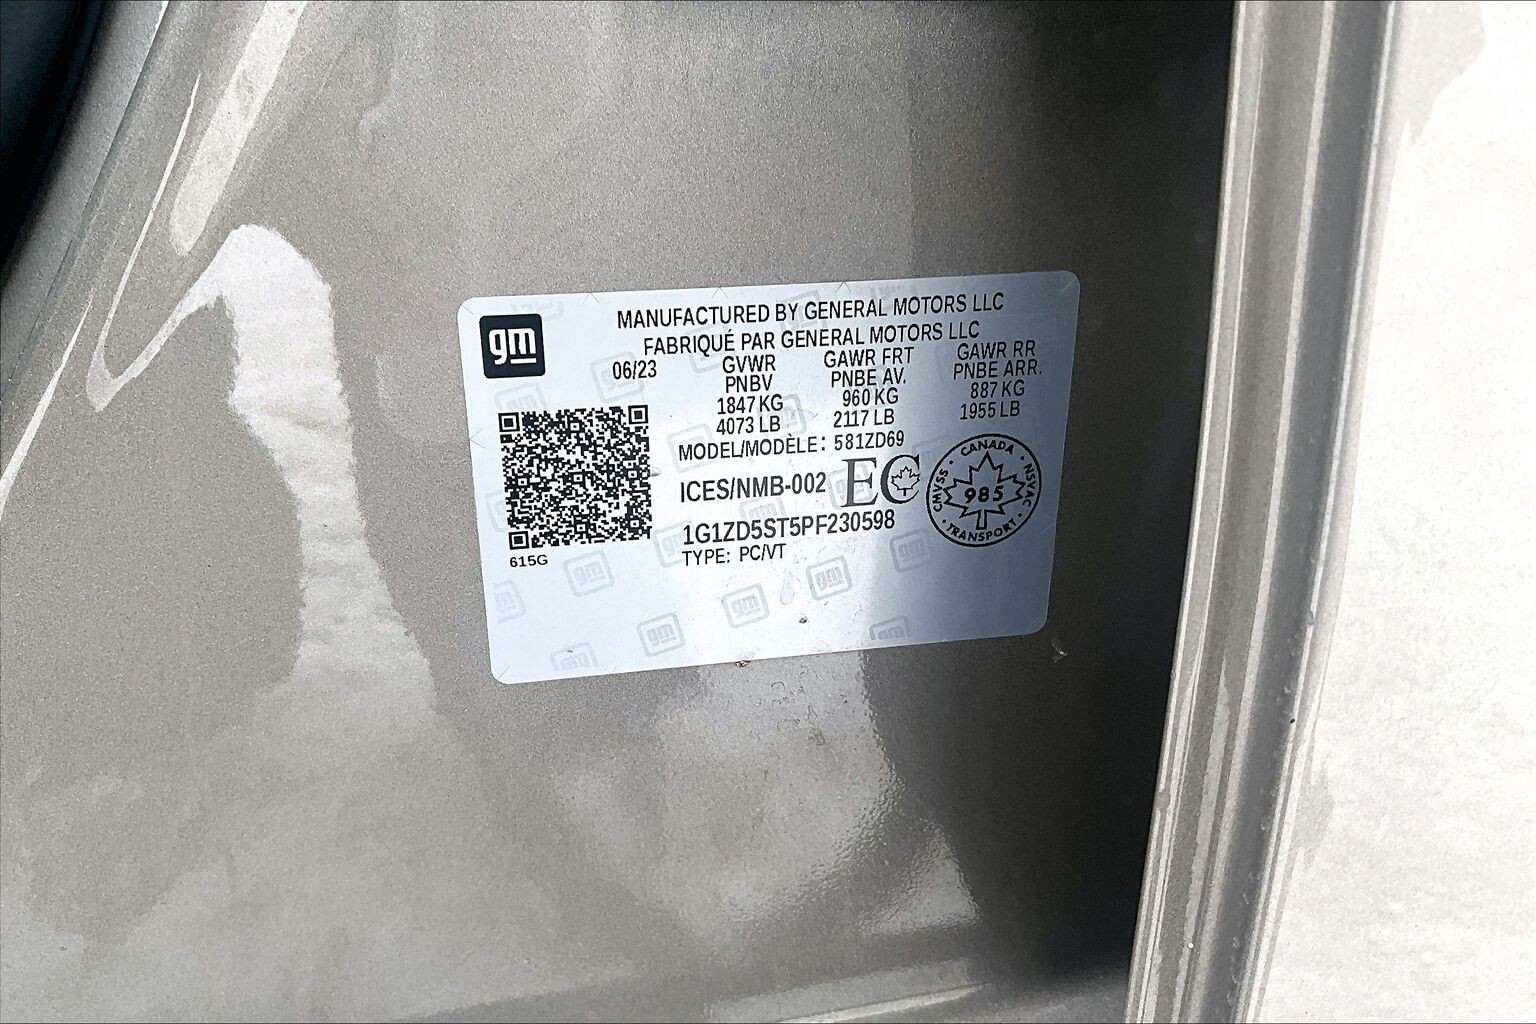 gm
MANUFACTURED BY GENERAL MOTORS LLC
FABRIQUÉ PAR GENERAL MOTORS LLC
06/23 GVWR GAWR FRT GAWR RR
PNBV PNBE AV. PNBE ARR.
1847 KG 960 KG 887 KG
4073 LB 2117 LB 1955 LB
MODEL/MODÈLE: 581ZD69
ICES/NMB-002 EC
CANADA
CMVSS 985 NSVAC
TRANSPORT
1G1ZD5ST5PF230598
TYPE: PC/VT
615G